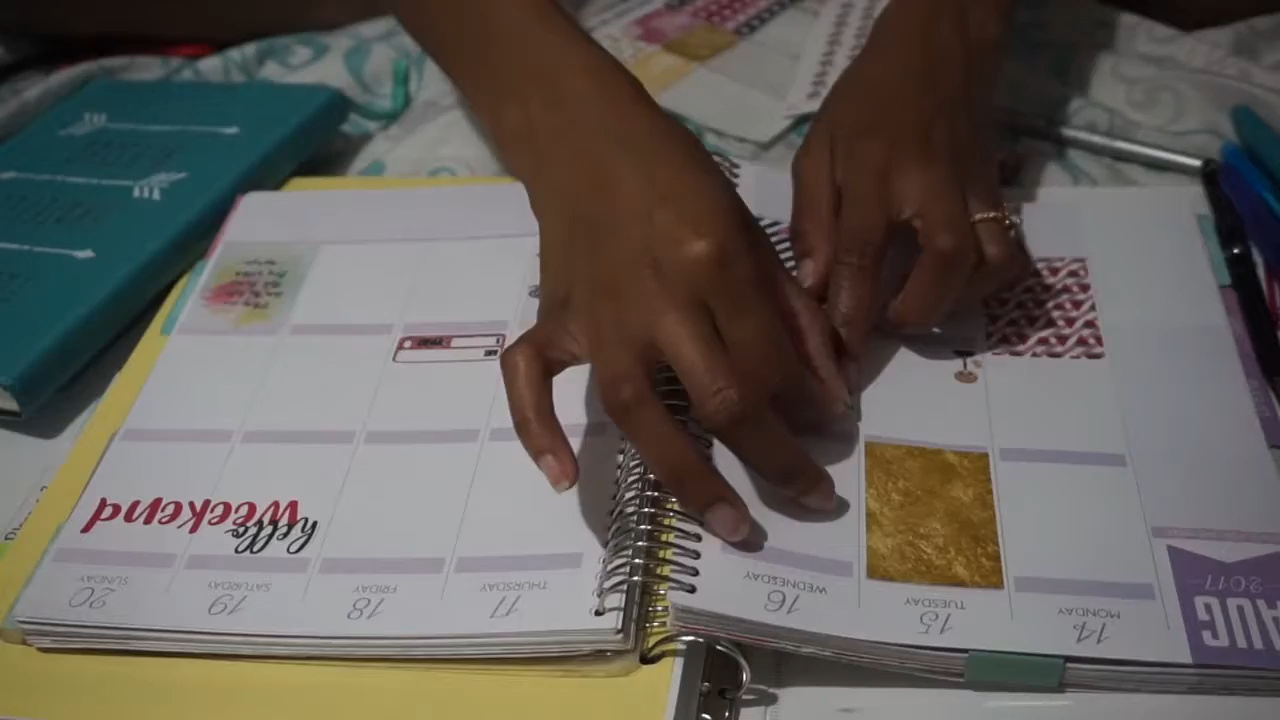 AUG
2017
14
MONDAY
15
TUESDAY
16
WEDNESDAY
17
THURSDAY
18
FRIDAY
19
SATURDAY
20
SUNDAY
hello
Weekend